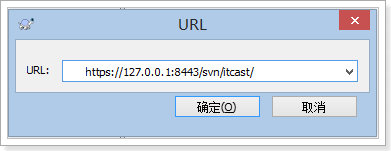 URL
URL: https://127.0.0.1:8443/svn/itcast/
确定(O) 取消